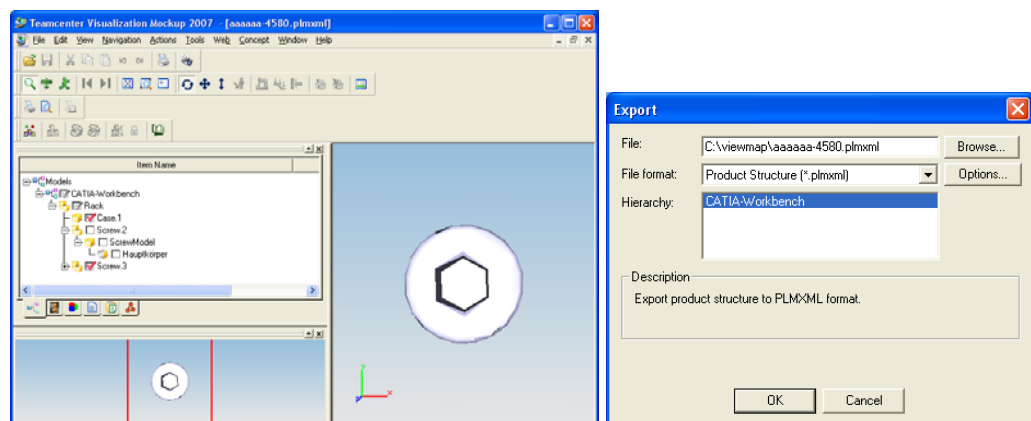 Teamcenter Visualization Mockup 2007 - [aaaaaa-4580.plmxml]
File Edit View Navigation Actions Tools Web Concept Window Help
Item Name
Models
CATIA-Workbench
Rack
Case.1
Screw.2
ScrewModel
Hauptkörper
Screw.3
y
x
Export
File:
C:\viewmap\aaaaaa-4580.plmxml
Browse...
File format:
Product Structure (*.plmxml)
Options...
Hierarchy:
CATIA-Workbench
Description
Export product structure to PLMXML format.
OK
Cancel